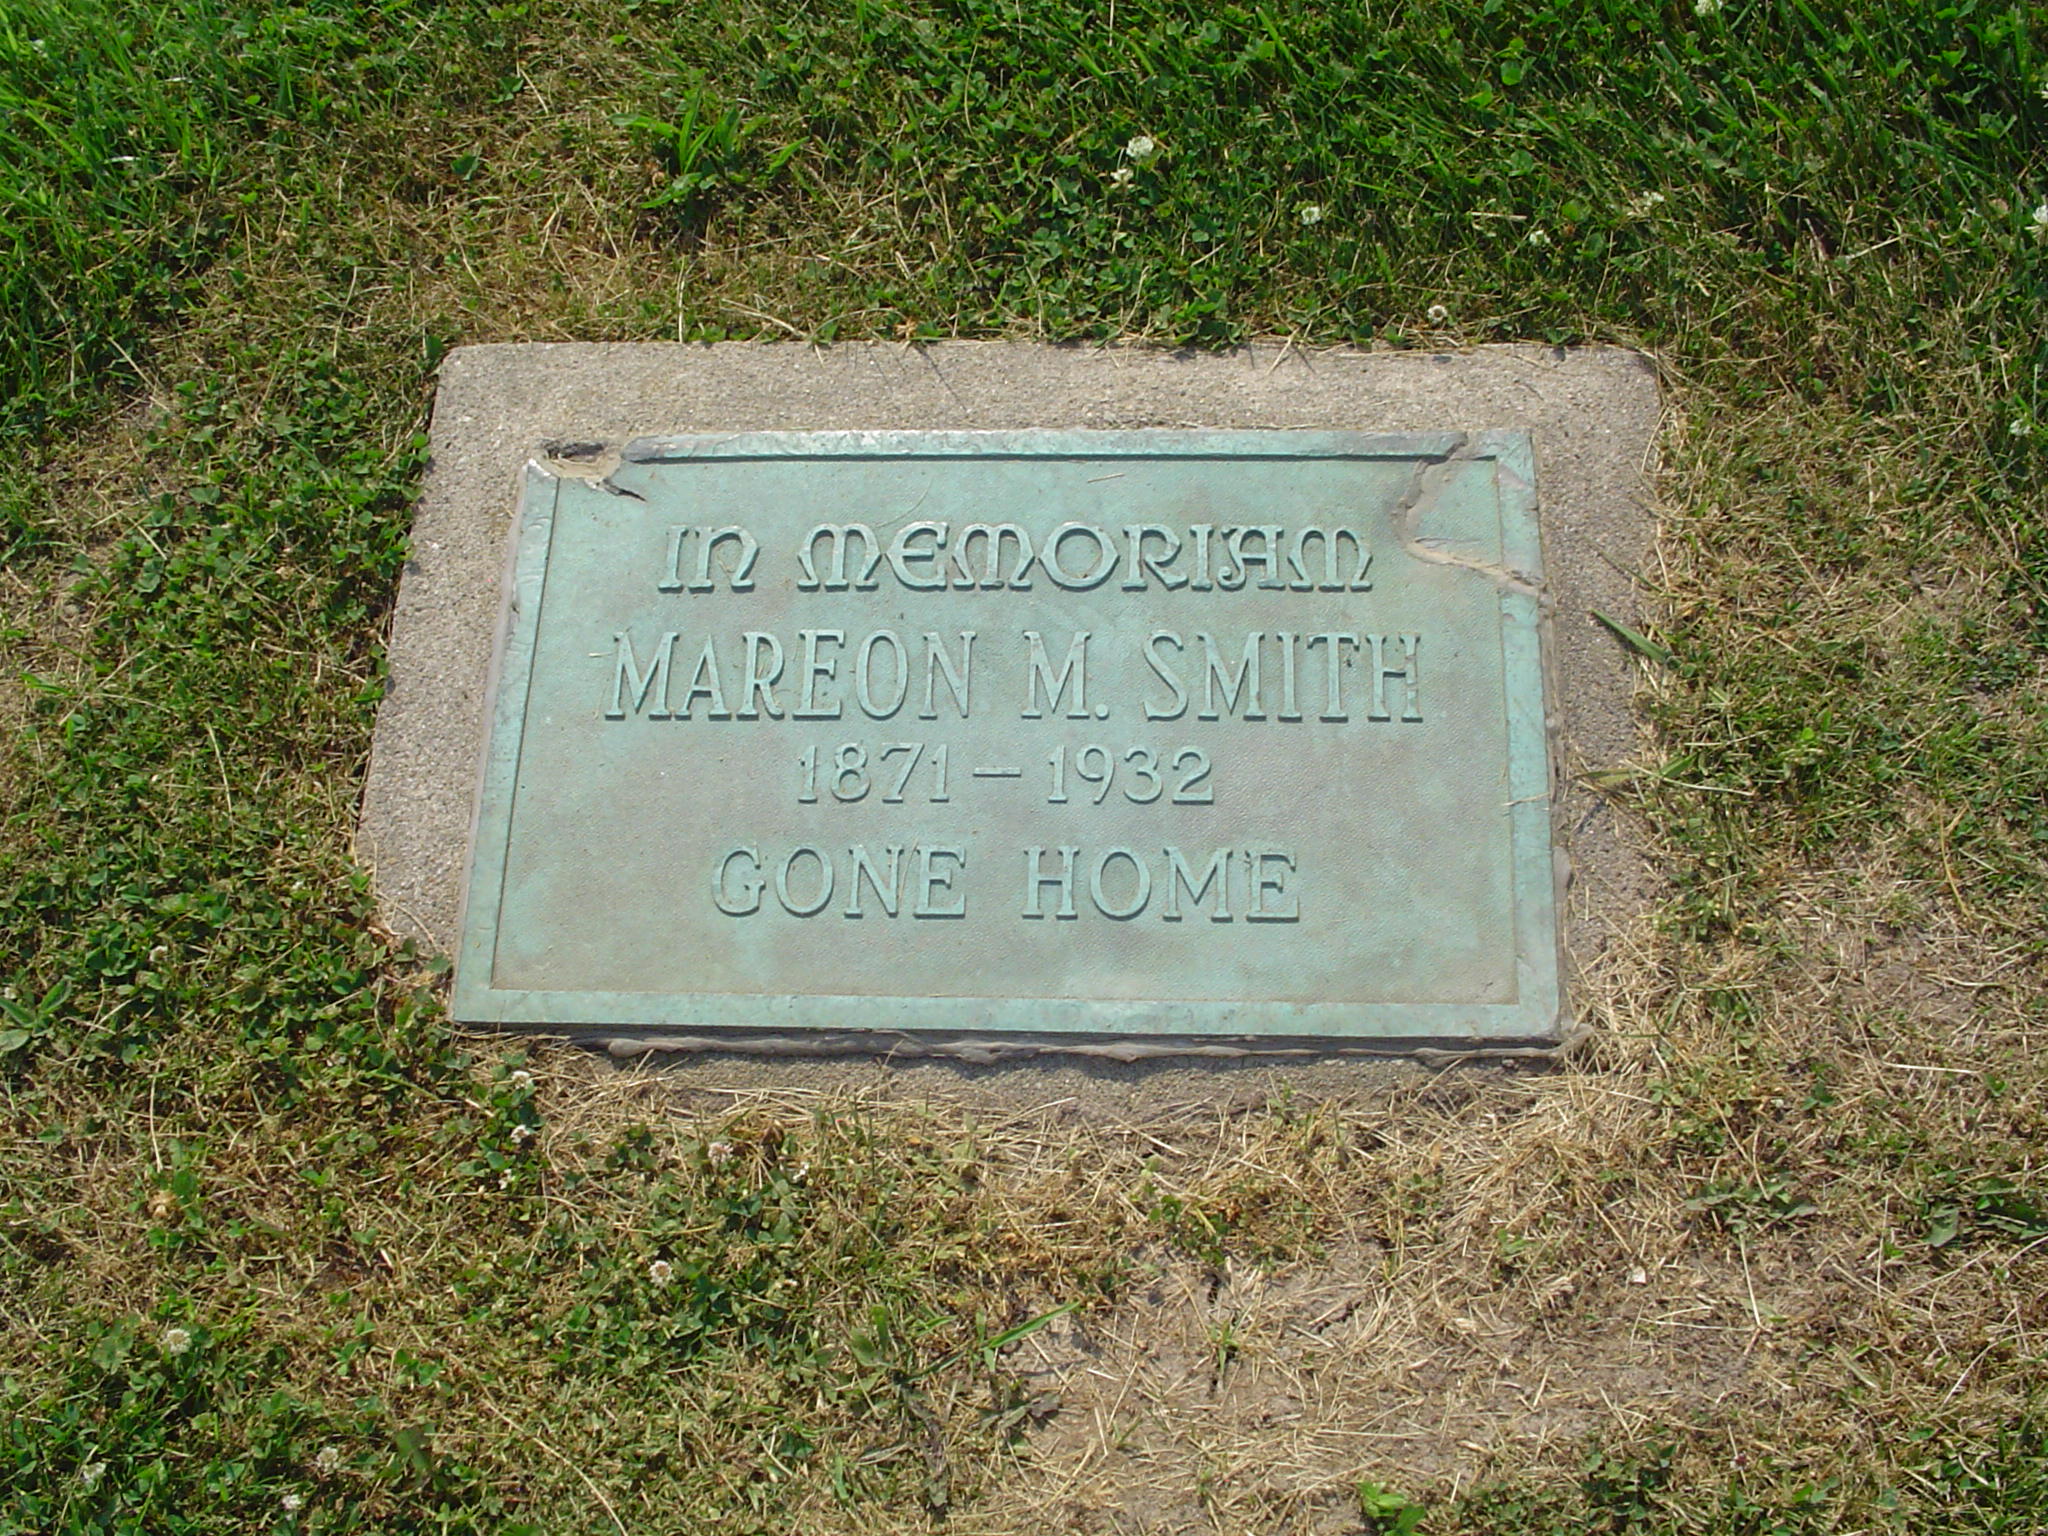 IN MEMORIAM
MAREON M. SMITH
1871 — 1932
GONE HOME